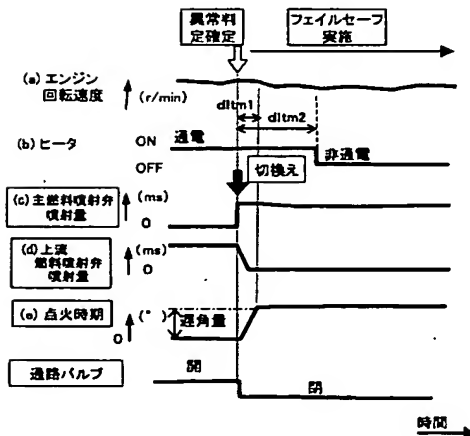 異常判
定確定
フェイルセーフ
実施
(a)エンジン
回転速度
(r/min)
dltm1
dltm2
(b)ヒータ
ON
通電
OFF
非通電
切換え
(c)主燃料噴射弁
噴射量
(ms)
0
(d)上流
燃料噴射弁
噴射量
(ms)
0
(e)点火時期
(°)
0
遅角量
通路バルブ
開
閉
時間